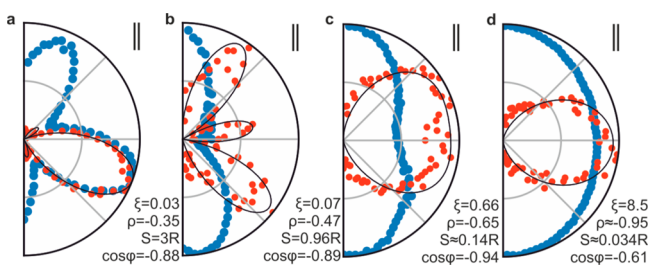 a
||
b
||
c
||
d
||
ξ=0.03
ρ=-0.35
S=3R
cosφ=-0.88
ξ=0.07
ρ=-0.47
S=0.96R
cosφ=-0.89
ξ=0.66
ρ=-0.65
S≈0.14R
cosφ=-0.94
ξ=8.5
ρ≈-0.95
S≈0.034R
cosφ=-0.61